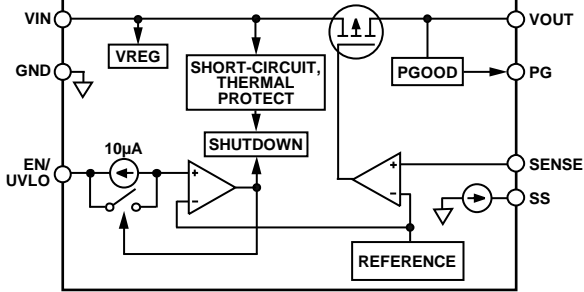 VIN
VOUT
VREG
SHORT-CIRCUIT,
THERMAL
PROTECT
PGOOD
GND
PG
SHUTDOWN
10µA
EN/
UVLO
+
−
+
−
SENSE
SS
REFERENCE